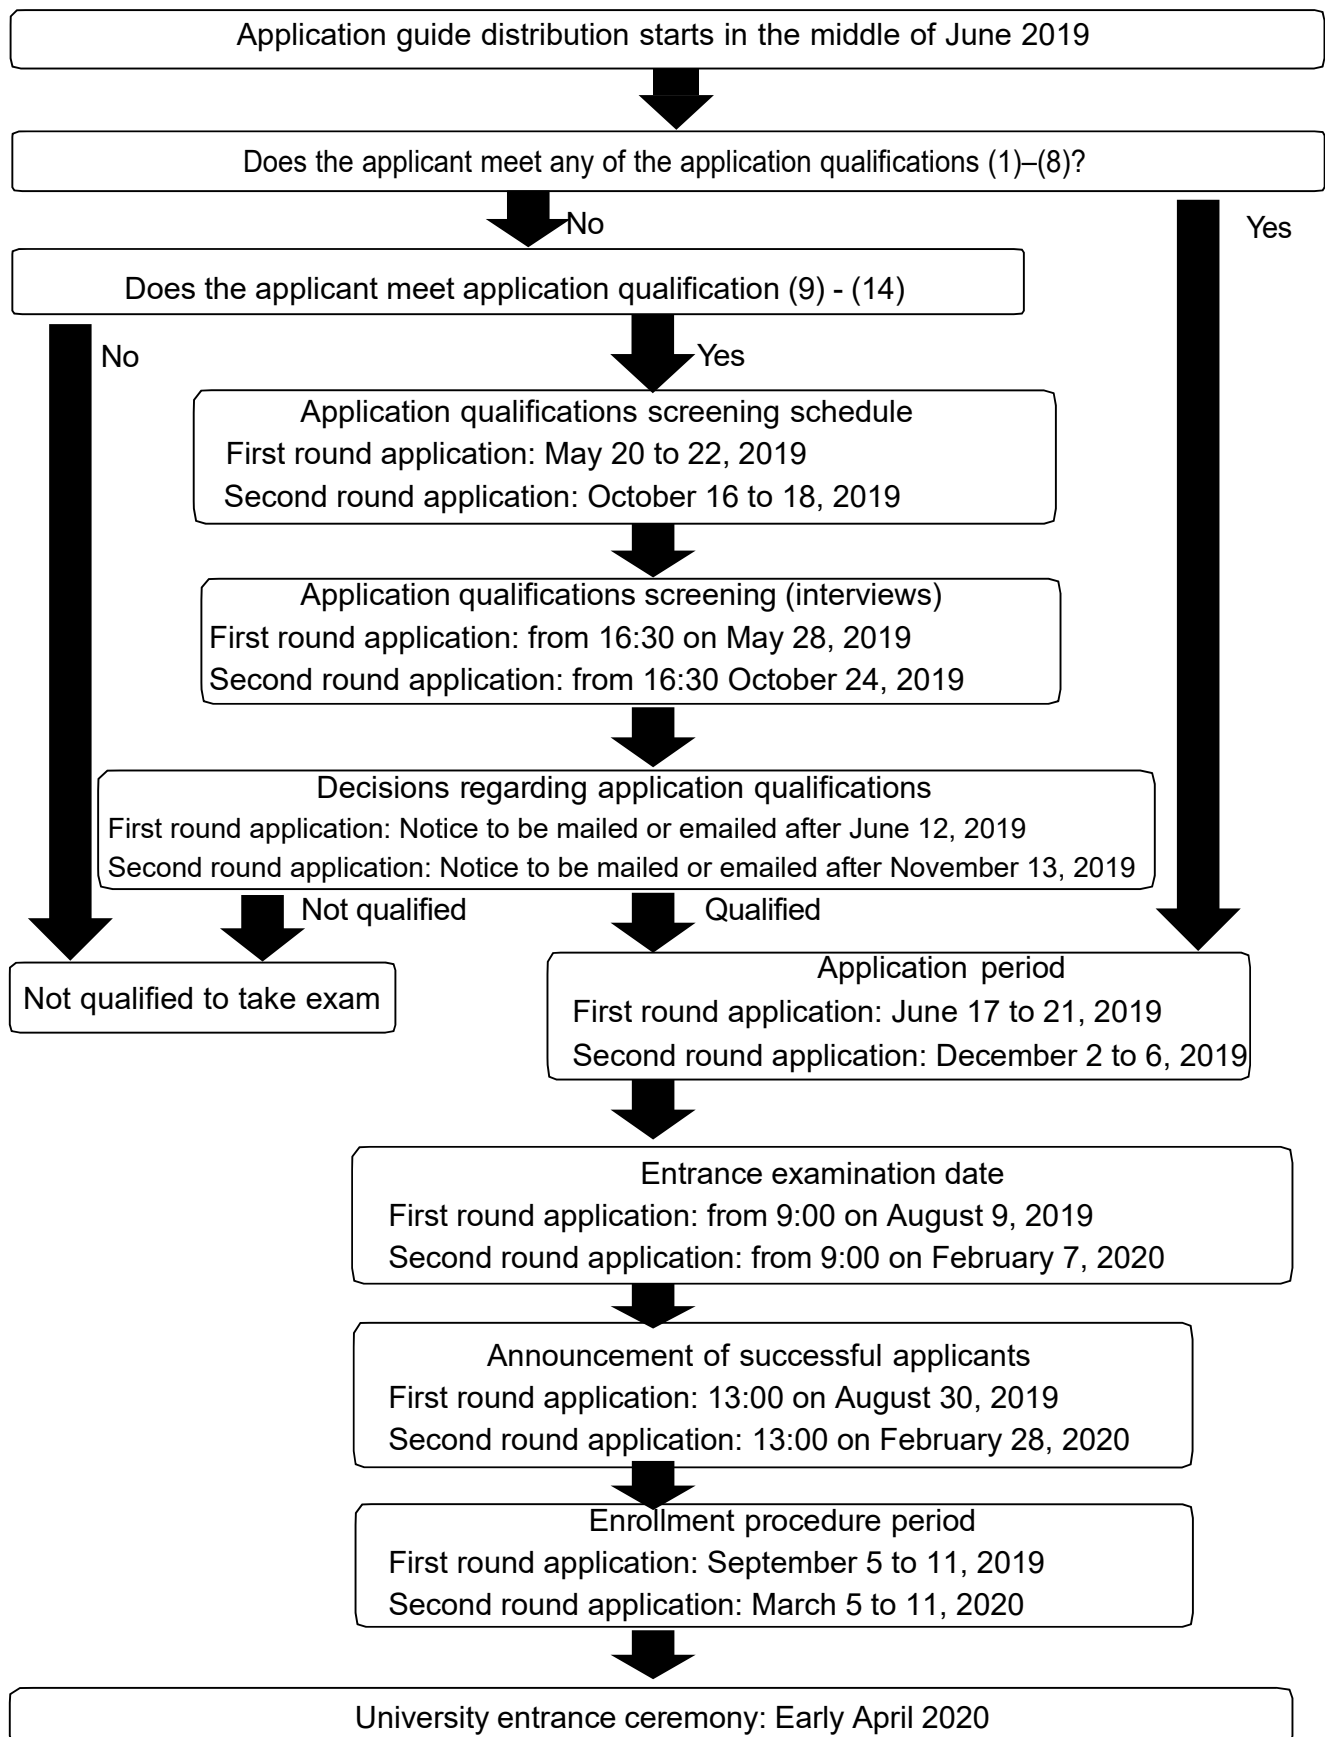 Application guide distribution starts in the middle of June 2019
Does the applicant meet any of the application qualifications (1)–(8)?
No
Yes
Does the applicant meet application qualification (9) - (14)
No
Yes
Application qualifications screening schedule
First round application: May 20 to 22, 2019
Second round application: October 16 to 18, 2019
Application qualifications screening (interviews)
First round application: from 16:30 on May 28, 2019
Second round application: from 16:30 October 24, 2019
Decisions regarding application qualifications
First round application: Notice to be mailed or emailed after June 12, 2019
Second round application: Notice to be mailed or emailed after November 13, 2019
Not qualified
Qualified
Not qualified to take exam
Application period
First round application: June 17 to 21, 2019
Second round application: December 2 to 6, 2019
Entrance examination date
First round application: from 9:00 on August 9, 2019
Second round application: from 9:00 on February 7, 2020
Announcement of successful applicants
First round application: 13:00 on August 30, 2019
Second round application: 13:00 on February 28, 2020
Enrollment procedure period
First round application: September 5 to 11, 2019
Second round application: March 5 to 11, 2020
University entrance ceremony: Early April 2020